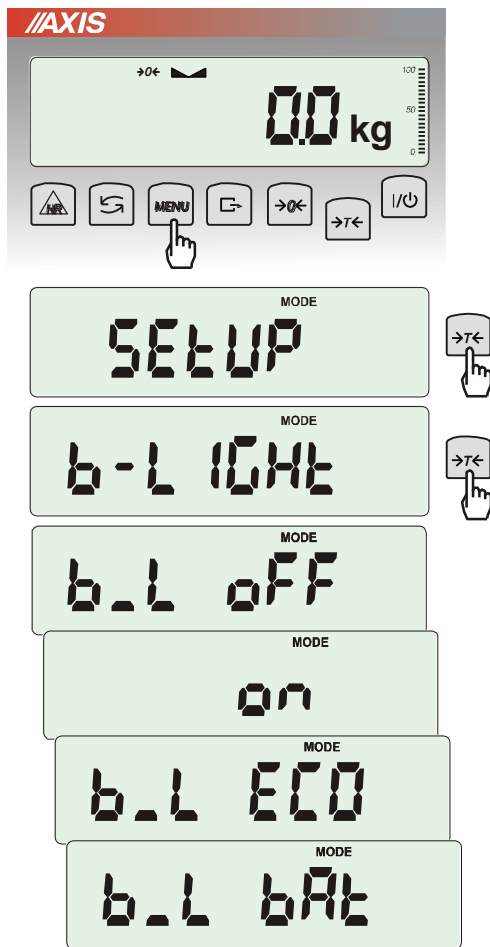 //AXIS
→0←
100
50
0
0.0 kg
HR
MENU
→0←
→T←
I/⏻
MODE
SEtUP
→T←
MODE
b-LIGHt
→T←
MODE
b_L oFF
MODE
on
MODE
b_L ECO
MODE
b_L bAt